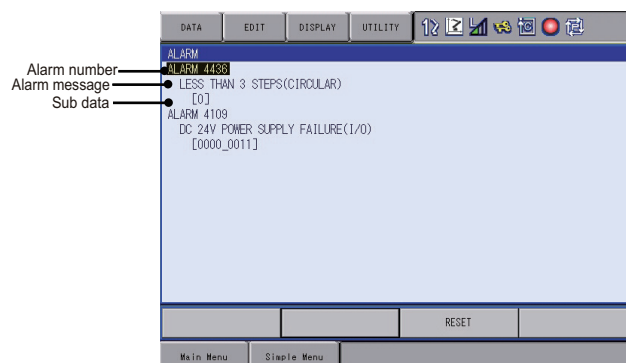 DATA EDIT DISPLAY UTILITY
ALARM
Alarm number ALARM 4436
Alarm message LESS THAN 3 STEPS(CIRCULAR)
Sub data [0]
ALARM 4109
DC 24V POWER SUPPLY FAILURE(I/O)
[0000_0011]
RESET
Main Menu Simple Menu